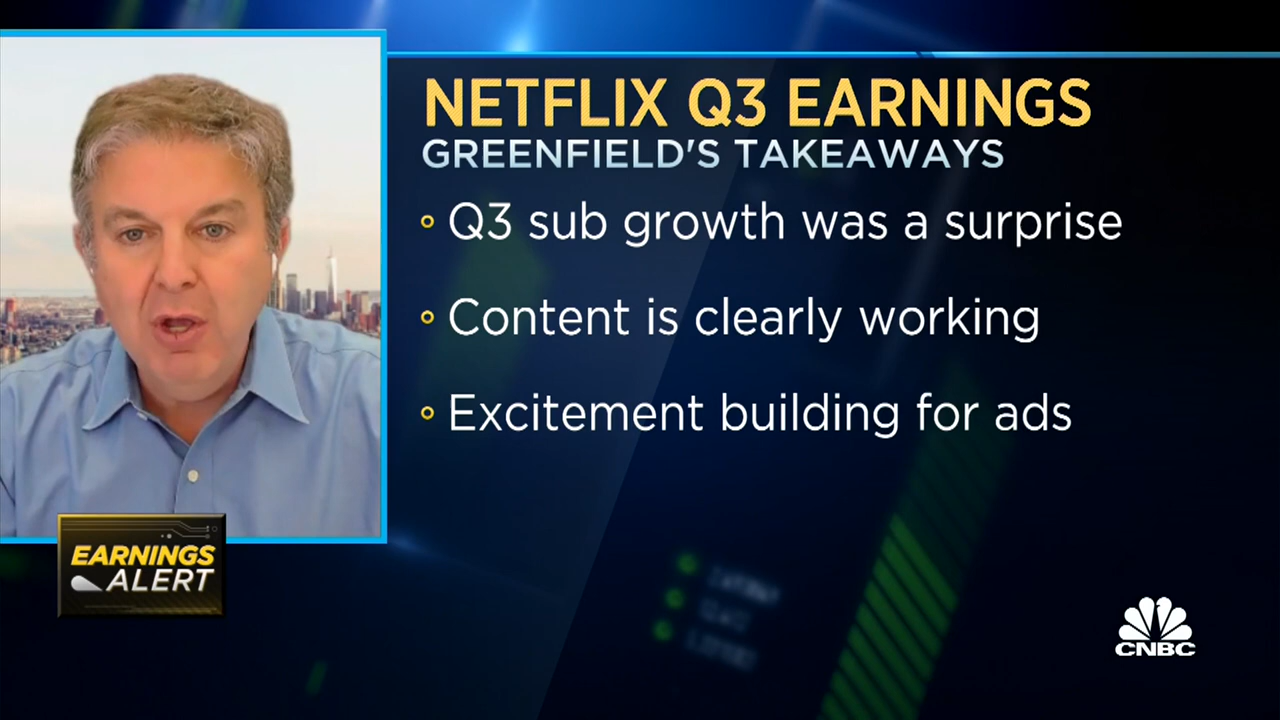 NETFLIX Q3 EARNINGS
GREENFIELD'S TAKEAWAYS
Q3 sub growth was a surprise
Content is clearly working
Excitement building for ads
EARNINGS
ALERT
CNBC